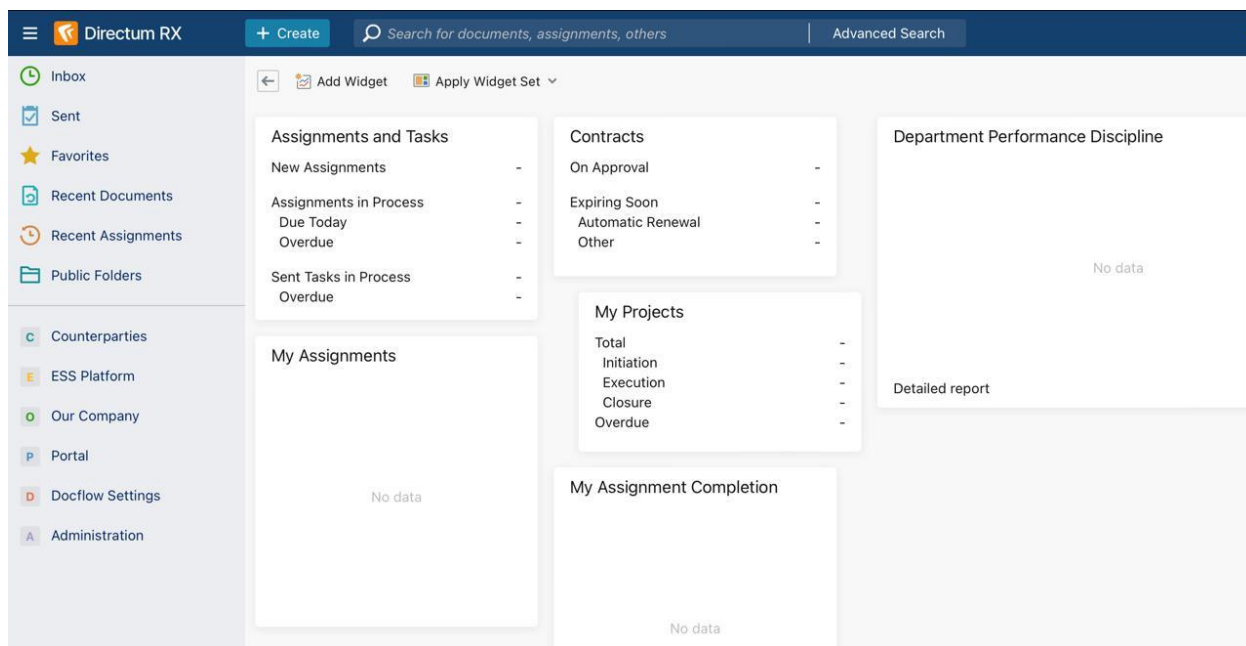 Directum RX
+ Create
Search for documents, assignments, others
Advanced Search
Inbox
Sent
Favorites
Recent Documents
Recent Assignments
Public Folders
C Counterparties
E ESS Platform
O Our Company
P Portal
D Docflow Settings
A Administration
Add Widget
Apply Widget Set
Assignments and Tasks
New Assignments -
Assignments in Process -
Due Today -
Overdue -
Sent Tasks in Process -
Overdue -
My Assignments
No data
Contracts
On Approval -
Expiring Soon -
Automatic Renewal -
Other -
My Projects
Total -
Initiation -
Execution -
Closure -
Overdue -
My Assignment Completion
No data
Department Performance Discipline
No data
Detailed report